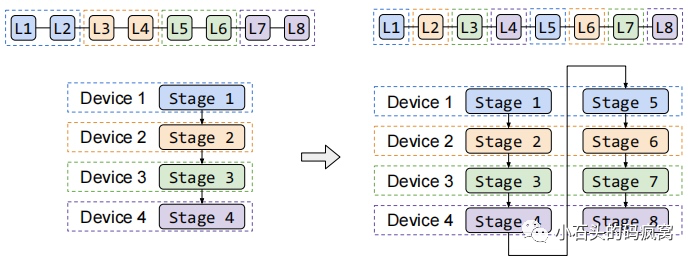 L1 L2 L3 L4 L5 L6 L7 L8
Device 1 Stage 1
Device 2 Stage 2
Device 3 Stage 3
Device 4 Stage 4
L1 L2 L3 L4 L5 L6 L7 L8
Device 1 Stage 1 Stage 5
Device 2 Stage 2 Stage 6
Device 3 Stage 3 Stage 7
Device 4 Stage 4 Stage 8
小石头的码疯窝